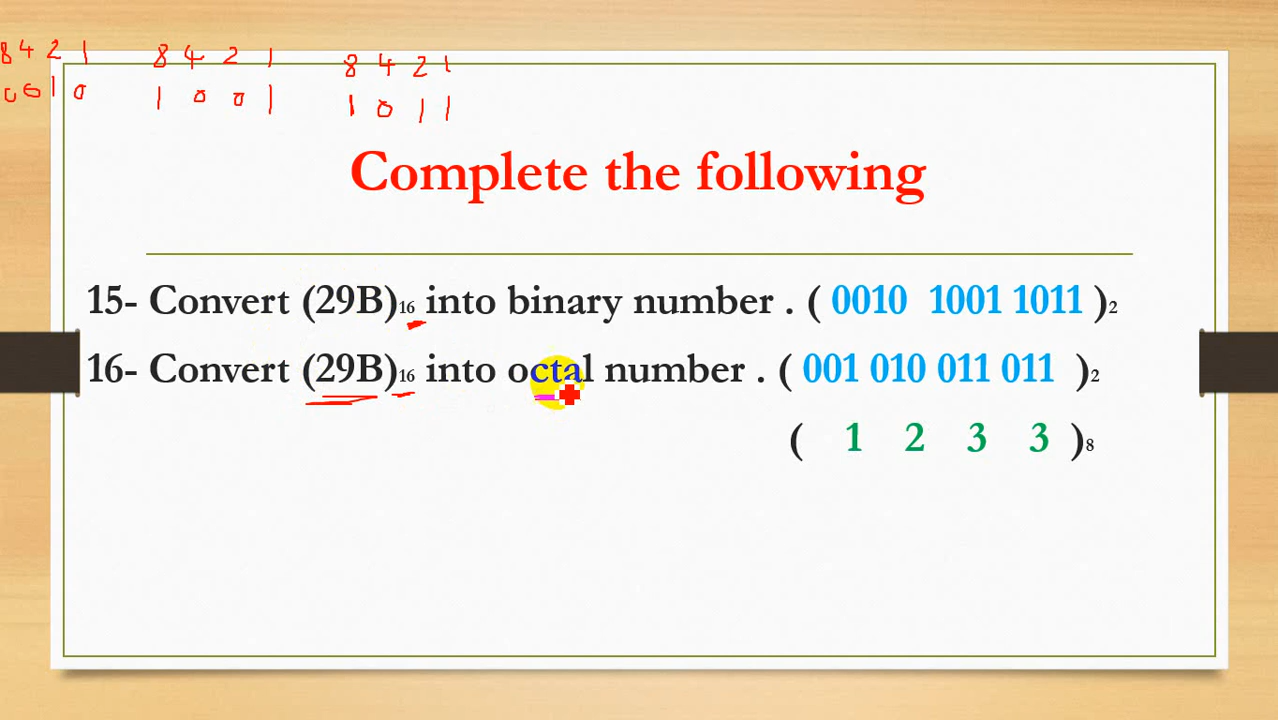 8 4 2 1 8 4 2 1 8 4 2 1
0 0 1 0 1 0 0 1 1 0 1 1
Complete the following
15- Convert (29B)16 into binary number . ( 0010 1001 1011 )2
16- Convert (29B)16 into octal number . ( 001 010 011 011 )2
( 1 2 3 3 )8